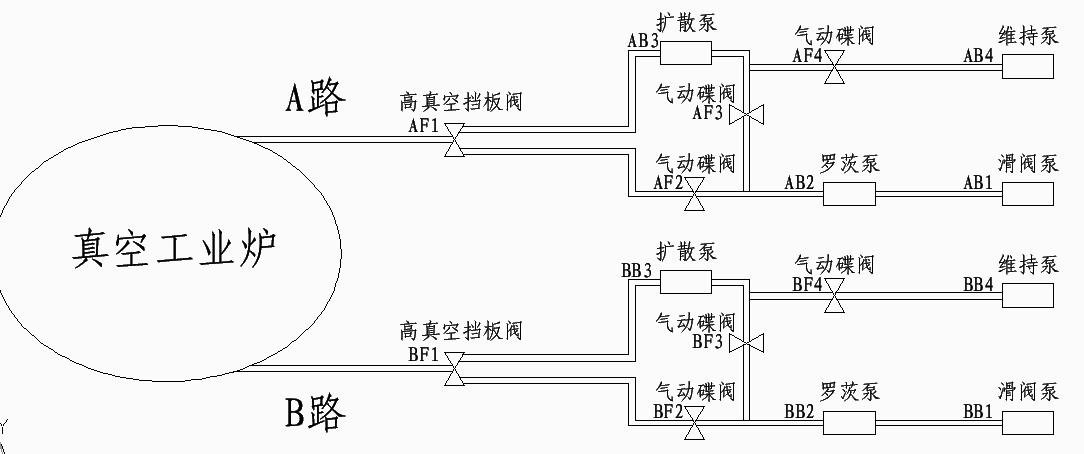 扩散泵
AB3
气动碟阀
AF4
维持泵
AB4
A路
高真空挡板阀
AF1
气动碟阀
AF3
气动碟阀
AF2
罗茨泵
AB2
滑阀泵
AB1
真空工业炉
扩散泵
BB3
气动碟阀
BF4
维持泵
BB4
高真空挡板阀
BF1
气动碟阀
BF3
B路
气动碟阀
BF2
罗茨泵
BB2
滑阀泵
BB1
Y